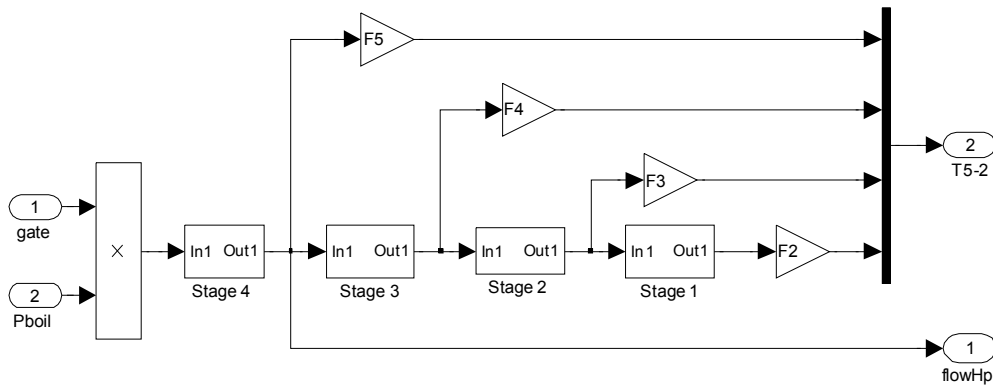 F5
F4
2
T5-2
F3
1
gate
×
In1 Out1
Stage 4
In1 Out1
Stage 3
In1 Out1
Stage 2
In1 Out1
Stage 1
F2
2
Pboil
1
flowHp